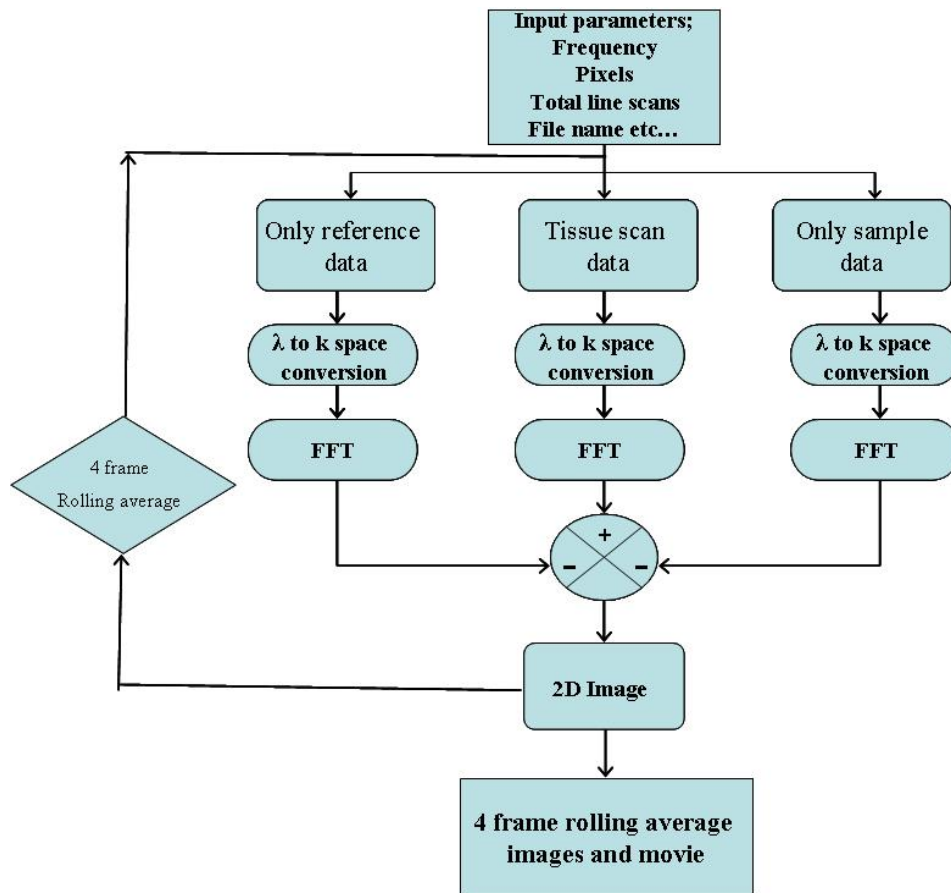 Input parameters;
Frequency
Pixels
Total line scans
File name etc...
Only reference
data
Tissue scan
data
Only sample
data
λ to k space
conversion
λ to k space
conversion
λ to k space
conversion
FFT
FFT
FFT
4 frame
Rolling average
+
−
−
2D Image
4 frame rolling average
images and movie